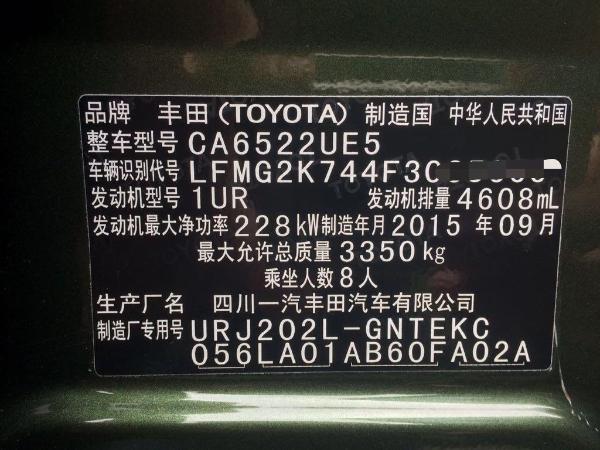 品牌 丰田(TOYOTA) 制造国 中华人民共和国
整车型号 CA6522UE5
车辆识别代号 LFMG2K744F3
发动机型号 1UR 发动机排量 4608mL
发动机最大净功率 228kW 制造年月 2015 年 09 月
最大允许总质量 3350 kg
乘坐人数 8 人
生产厂名 四川一汽丰田汽车有限公司
制造厂专用号 URJ202L-GNTEKC
056LA01AB60FA02A